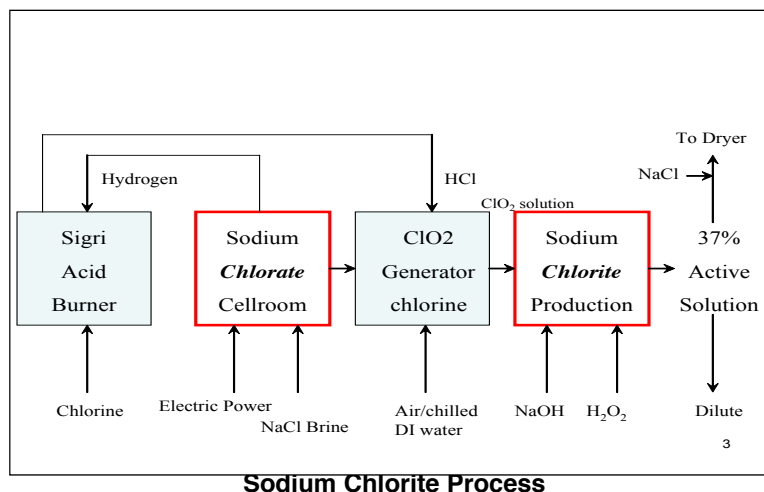 To Dryer
NaCl
Hydrogen
HCl
ClO₂ solution
Sigri
Acid
Burner
Sodium
Chlorate
Cellroom
ClO2
Generator
chlorine
Sodium
Chlorite
Production
37%
Active
Solution
Chlorine
Electric Power
NaCl Brine
Air/chilled
DI water
NaOH
H₂O₂
Dilute
3
Sodium Chlorite Process